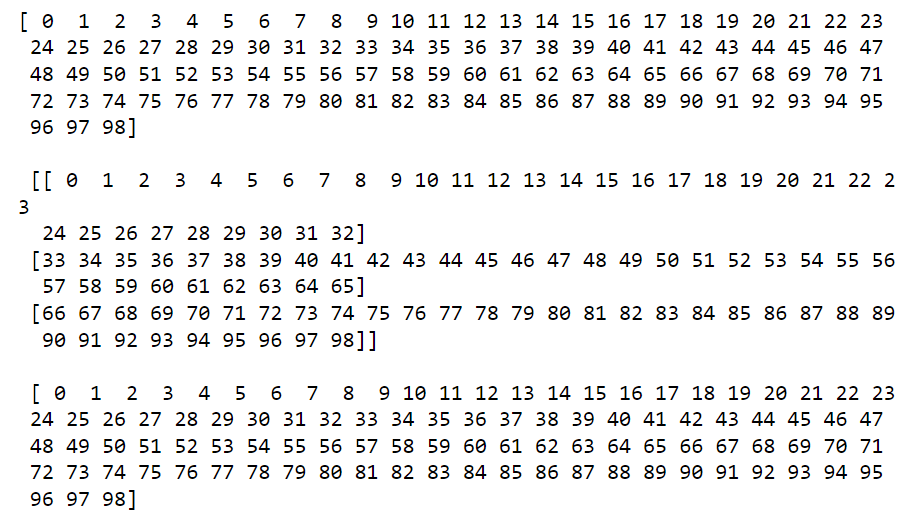 [ 0  1  2  3  4  5  6  7  8  9 10 11 12 13 14 15 16 17 18 19 20 21 22 23
 24 25 26 27 28 29 30 31 32 33 34 35 36 37 38 39 40 41 42 43 44 45 46 47
 48 49 50 51 52 53 54 55 56 57 58 59 60 61 62 63 64 65 66 67 68 69 70 71
 72 73 74 75 76 77 78 79 80 81 82 83 84 85 86 87 88 89 90 91 92 93 94 95
 96 97 98]

 [[ 0  1  2  3  4  5  6  7  8  9 10 11 12 13 14 15 16 17 18 19 20 21 22 2
3
  24 25 26 27 28 29 30 31 32]
 [33 34 35 36 37 38 39 40 41 42 43 44 45 46 47 48 49 50 51 52 53 54 55 56
  57 58 59 60 61 62 63 64 65]
 [66 67 68 69 70 71 72 73 74 75 76 77 78 79 80 81 82 83 84 85 86 87 88 89
  90 91 92 93 94 95 96 97 98]]

 [ 0  1  2  3  4  5  6  7  8  9 10 11 12 13 14 15 16 17 18 19 20 21 22 23
 24 25 26 27 28 29 30 31 32 33 34 35 36 37 38 39 40 41 42 43 44 45 46 47
 48 49 50 51 52 53 54 55 56 57 58 59 60 61 62 63 64 65 66 67 68 69 70 71
 72 73 74 75 76 77 78 79 80 81 82 83 84 85 86 87 88 89 90 91 92 93 94 95
 96 97 98]